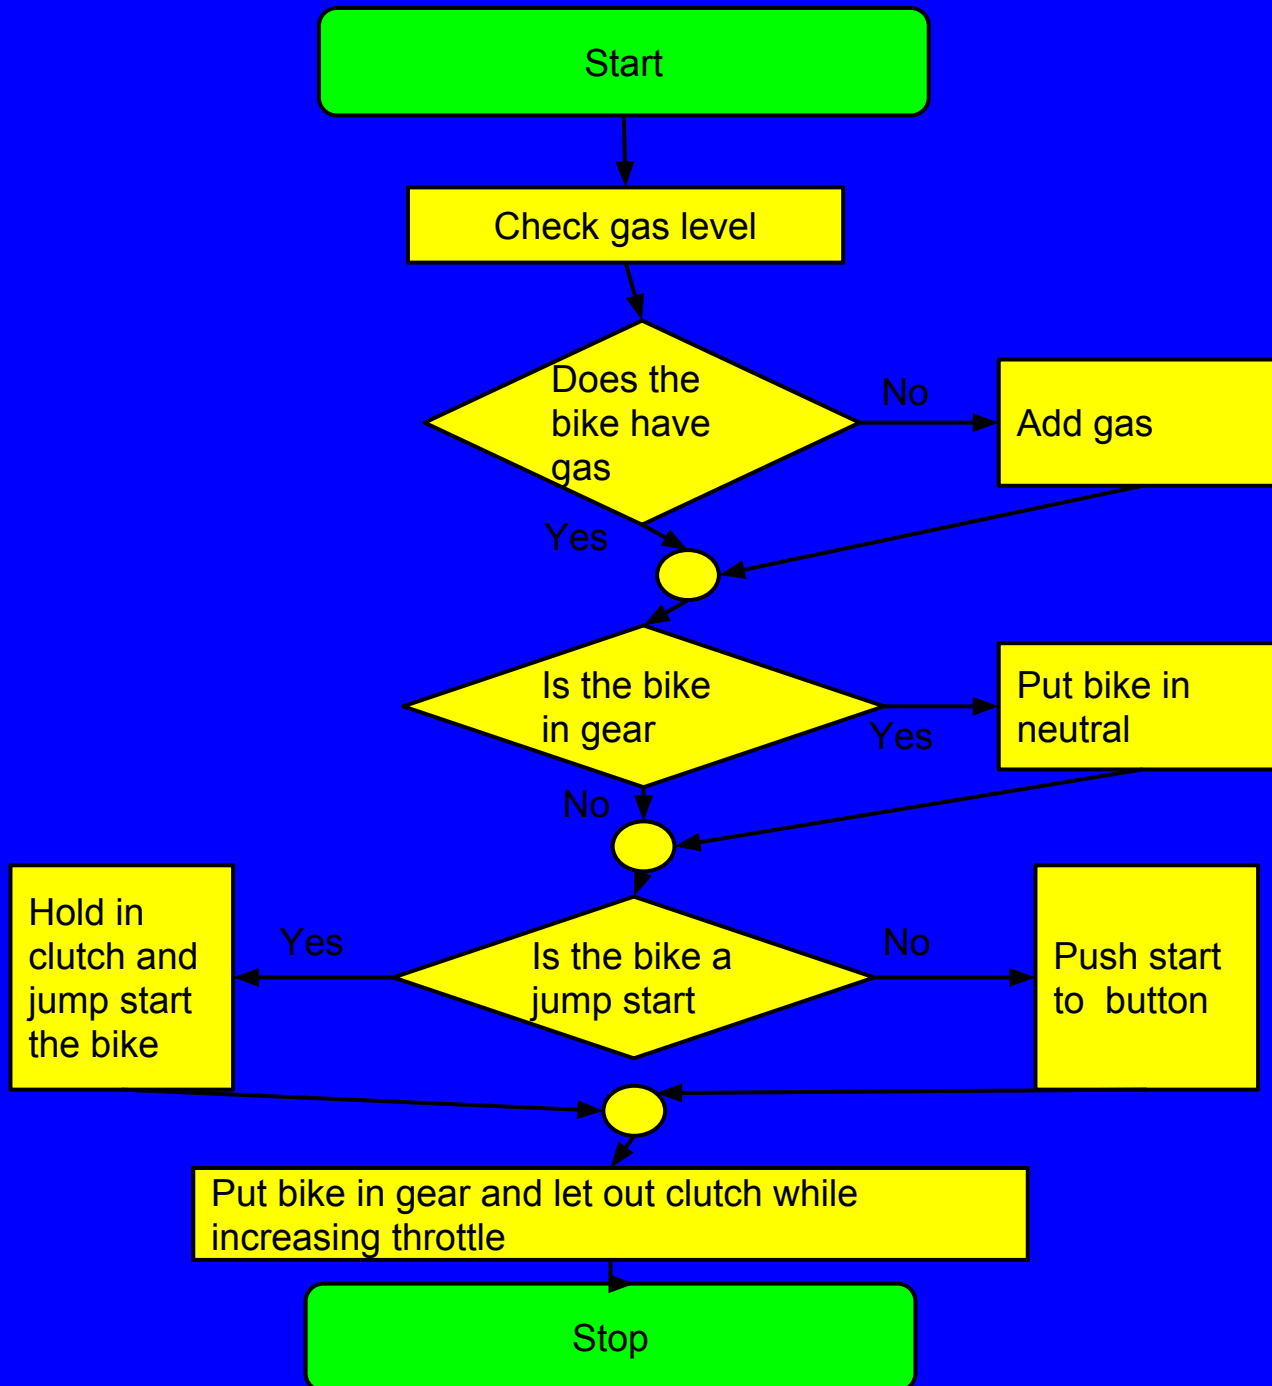 Start
Check gas level
Does the
bike have
gas
No
Add gas
Yes
Is the bike
in gear
Yes
Put bike in
neutral
No
Hold in
clutch and
jump start
the bike
Yes
Is the bike a
jump start
No
Push start
to  button
Put bike in gear and let out clutch while
increasing throttle
Stop